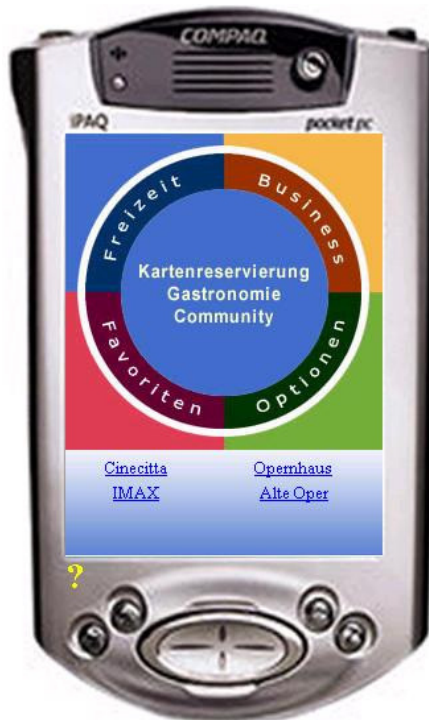 COMPAQ
iPAQ pocket pc
Freizeit
Business
Kartenreservierung
Gastronomie
Community
Favoriten
Optionen
Cinecitta Opernhaus
IMAX Alte Oper
?